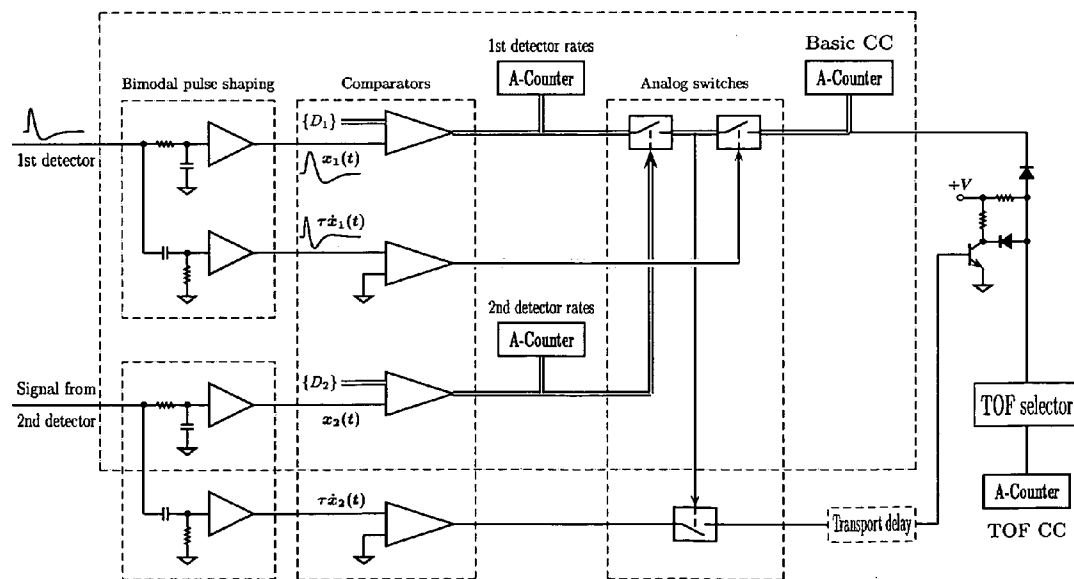 Basic CC
1st detector rates
A-Counter
A-Counter
Bimodal pulse shaping
Comparators
Analog switches
{D₁}
1st detector
x₁(t)
+V
τẋ₁(t)
2nd detector rates
A-Counter
Signal from
2nd detector
{D₂}
x₂(t)
TOF selector
τẋ₂(t)
A-Counter
Transport delay
TOF CC